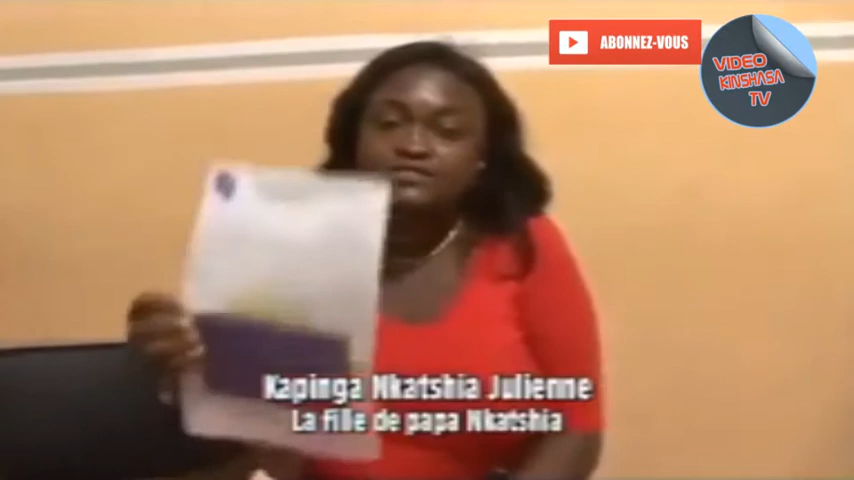 ABONNEZ-VOUS
VIDEO
KINSHASA
TV
Kapinga Nkatshia Julienne
La fille de papa Nkatshia